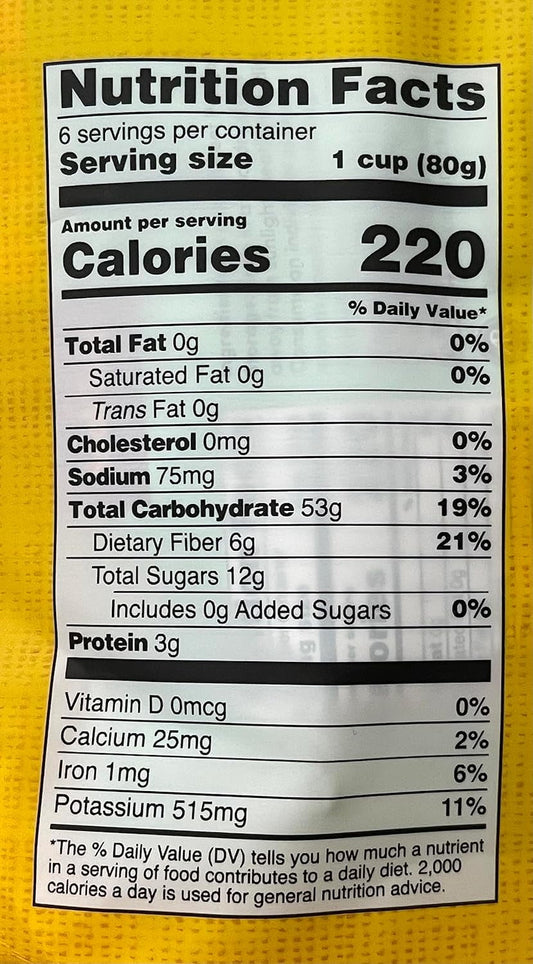 Nutrition Facts
6 servings per container
Serving size 1 cup (80g)
Amount per serving
Calories 220
% Daily Value*
Total Fat 0g 0%
Saturated Fat 0g 0%
Trans Fat 0g
Cholesterol 0mg 0%
Sodium 75mg 3%
Total Carbohydrate 53g 19%
Dietary Fiber 6g 21%
Total Sugars 12g
Includes 0g Added Sugars 0%
Protein 3g
Vitamin D 0mcg 0%
Calcium 25mg 2%
Iron 1mg 6%
Potassium 515mg 11%
*The % Daily Value (DV) tells you how much a nutrient
in a serving of food contributes to a daily diet. 2,000
calories a day is used for general nutrition advice.